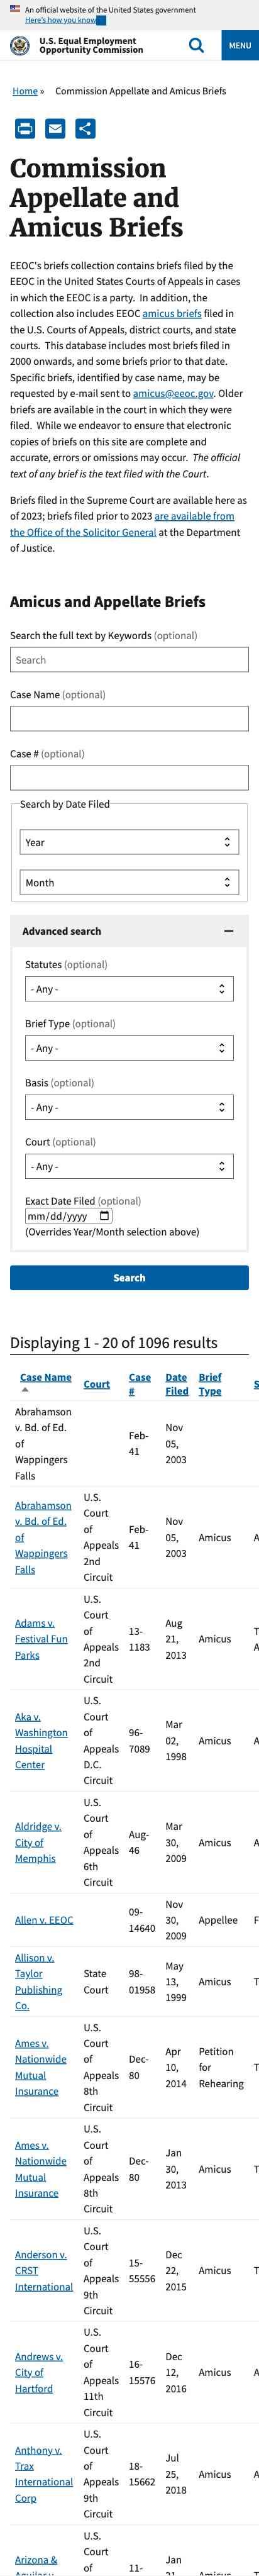 An official website of the United States government
Here's how you know
U.S. Equal Employment
Opportunity Commission
MENU
Home » Commission Appellate and Amicus Briefs
Commission
Appellate and
Amicus Briefs
EEOC's briefs collection contains briefs filed by the
EEOC in the United States Courts of Appeals in cases
in which the EEOC is a party.  In addition, the
collection also includes EEOC amicus briefs filed in
the U.S. Courts of Appeals, district courts, and state
courts.  This database includes most briefs filed in
2000 onwards, and some briefs prior to that date.
Specific briefs, identified by case name, may be
requested by e-mail sent to amicus@eeoc.gov. Older
briefs are available in the court in which they were
filed.  While we endeavor to ensure that electronic
copies of briefs on this site are complete and
accurate, errors or omissions may occur.  The official
text of any brief is the text filed with the Court.
Briefs filed in the Supreme Court are available here as
of 2023; briefs filed prior to 2023 are available from
the Office of the Solicitor General at the Department
of Justice.
Amicus and Appellate Briefs
Search the full text by Keywords (optional)
Search
Case Name (optional)
Case # (optional)
Search by Date Filed
Year
Month
Advanced search
Statutes (optional)
- Any -
Brief Type (optional)
- Any -
Basis (optional)
- Any -
Court (optional)
- Any -
Exact Date Filed (optional)
mm/dd/yyyy
(Overrides Year/Month selection above)
Search
Displaying 1 - 20 of 1096 results
Case Name
Court
Case
#
Date
Filed
Brief
Type
S
Abrahamson
v. Bd. of Ed.
of
Wappingers
Falls
Feb-
41
Nov
05,
2003
Abrahamson
v. Bd. of Ed.
of
Wappingers
Falls
U.S.
Court
of
Appeals
2nd
Circuit
Feb-
41
Nov
05,
2003
Amicus
A
Adams v.
Festival Fun
Parks
U.S.
Court
of
Appeals
2nd
Circuit
13-
1183
Aug
21,
2013
Amicus
T
A
Aka v.
Washington
Hospital
Center
U.S.
Court
of
Appeals
D.C.
Circuit
96-
7089
Mar
02,
1998
Amicus
A
Aldridge v.
City of
Memphis
U.S.
Court
of
Appeals
6th
Circuit
Aug-
46
Mar
30,
2009
Amicus
A
Allen v. EEOC
09-
14640
Nov
30,
2009
Appellee
F
Allison v.
Taylor
Publishing
Co.
State
Court
98-
01958
May
13,
1999
Amicus
T
Ames v.
Nationwide
Mutual
Insurance
U.S.
Court
of
Appeals
8th
Circuit
Dec-
80
Apr
10,
2014
Petition
for
Rehearing
T
Ames v.
Nationwide
Mutual
Insurance
U.S.
Court
of
Appeals
8th
Circuit
Dec-
80
Jan
30,
2013
Amicus
T
Anderson v.
CRST
International
U.S.
Court
of
Appeals
9th
Circuit
15-
55556
Dec
22,
2015
Amicus
T
Andrews v.
City of
Hartford
U.S.
Court
of
Appeals
11th
Circuit
16-
15576
Dec
12,
2016
Amicus
A
Anthony v.
Trax
International
Corp
U.S.
Court
of
Appeals
9th
Circuit
18-
15662
Jul
25,
2018
Amicus
A
Arizona &
U.S.
Court
of
11-
Jan